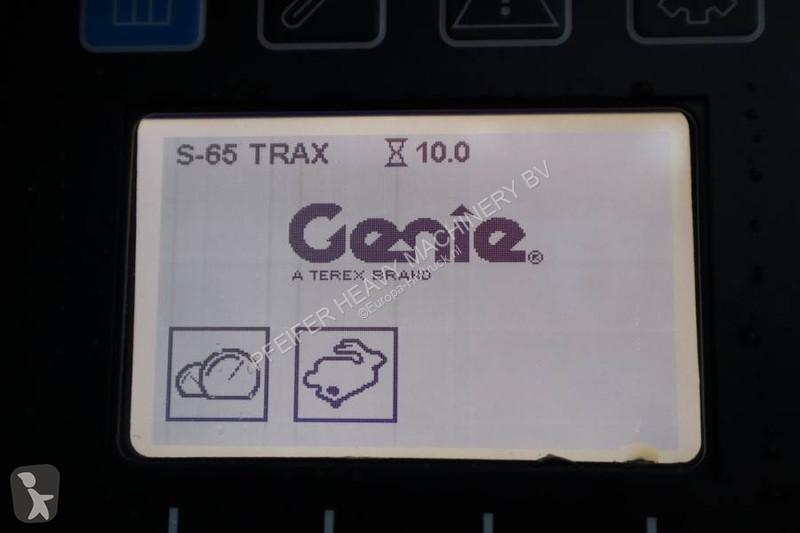 S-65 TRAX 10.0
Genie®
A TEREX BRAND
PFEIFER HEAVY MACHINERY BV